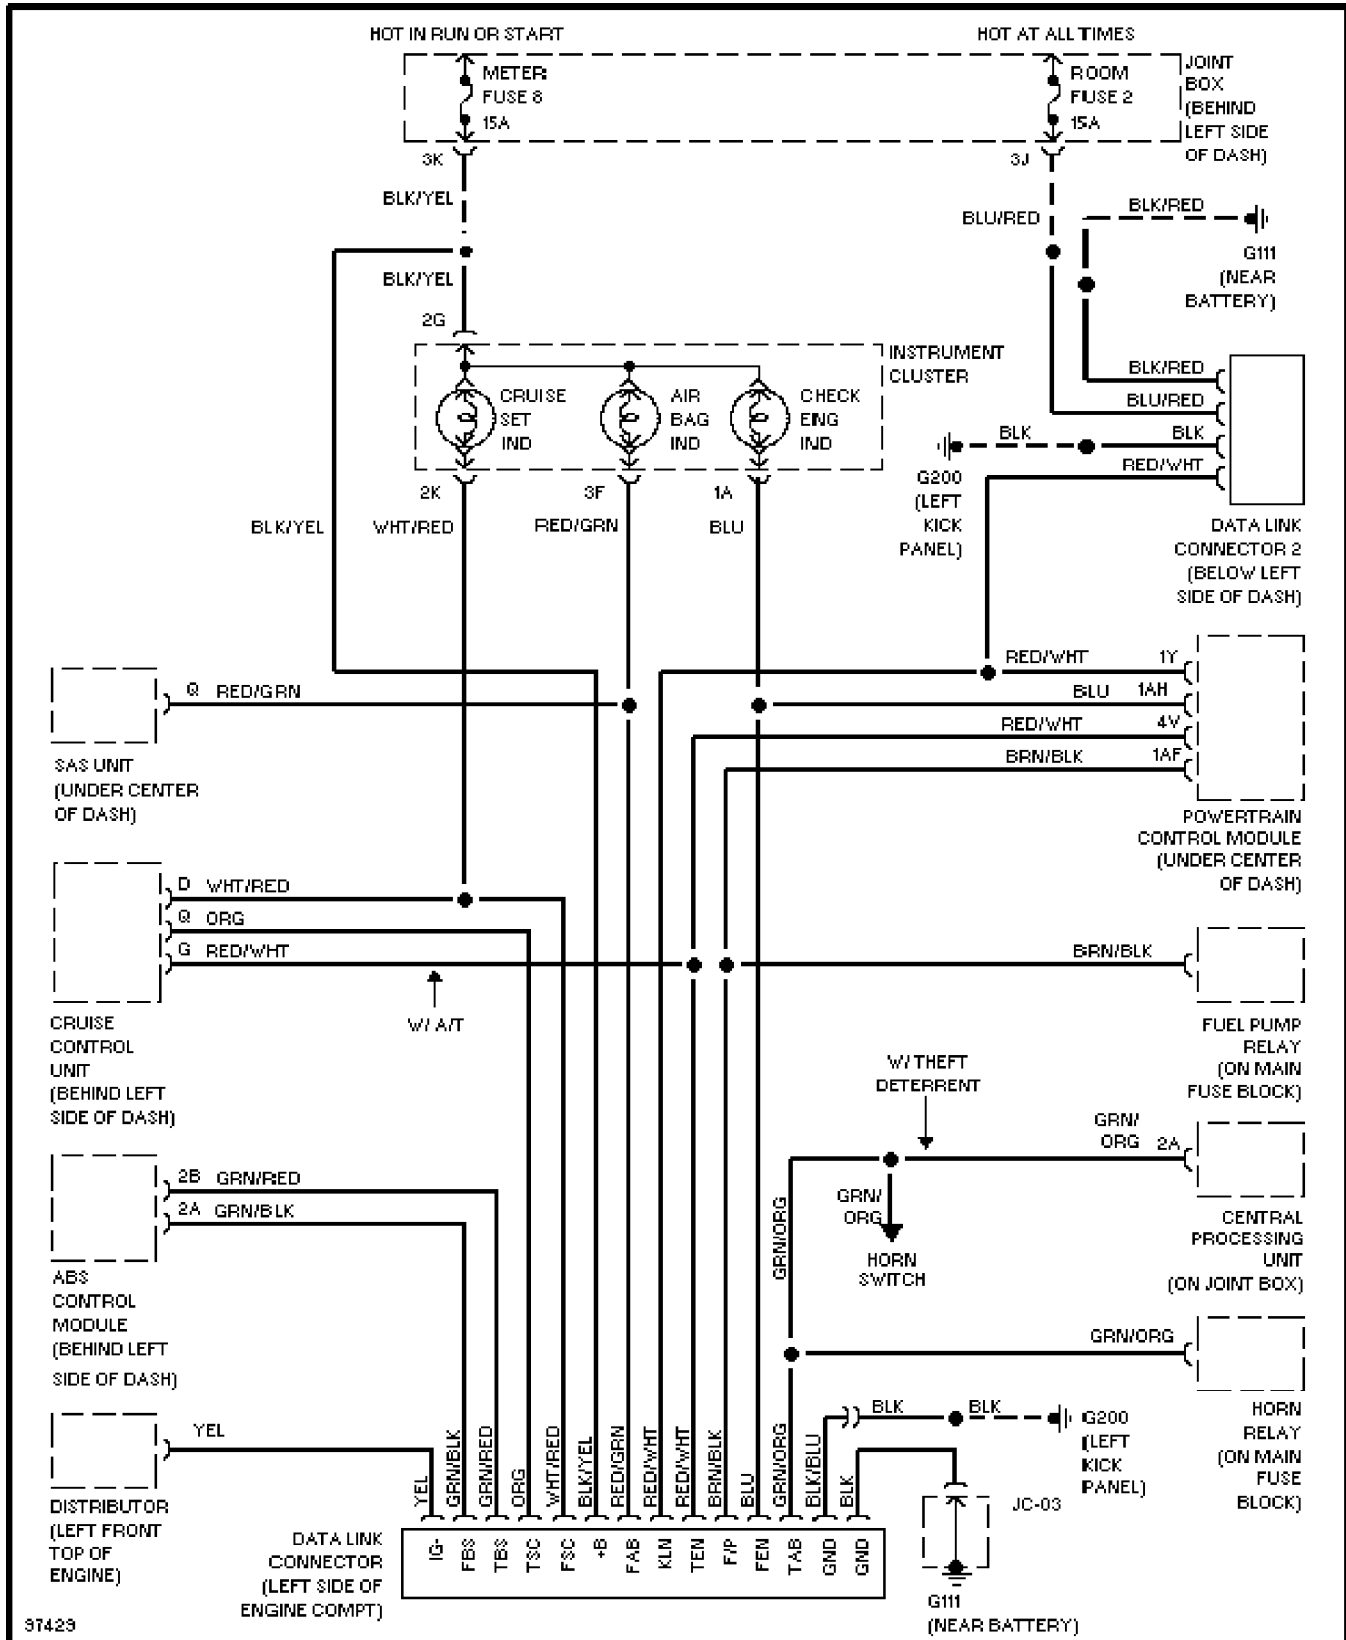 HOT IN RUN OR START
HOT AT ALL TIMES
METER
FUSE 8
15A
ROOM
FUSE 2
15A
JOINT
BOX
(BEHIND
LEFT SIDE
OF DASH)
3K
3J
BLK/YEL
BLU/RED
BLK/RED
G111
(NEAR
BATTERY)
BLK/YEL
2G
INSTRUMENT
CLUSTER
CRUISE
SET
IND
AIR
BAG
IND
CHECK
ENG
IND
BLK/RED
BLU/RED
BLK
BLK
RED/WHT
G200
(LEFT
KICK
PANEL)
2K
3F
1A
BLK/YEL
WHT/RED
RED/GRN
BLU
DATA LINK
CONNECTOR 2
(BELOW LEFT
SIDE OF DASH)
RED/WHT 1Y
BLU 1AH
RED/WHT 4V
BRN/BLK 1AF
POWERTRAIN
CONTROL MODULE
(UNDER CENTER
OF DASH)
Q RED/GRN
SAS UNIT
(UNDER CENTER
OF DASH)
D WHT/RED
Q ORG
G RED/WHT
W/ A/T
CRUISE
CONTROL
UNIT
(BEHIND LEFT
SIDE OF DASH)
BRN/BLK
FUEL PUMP
RELAY
(ON MAIN
FUSE BLOCK)
W/ THEFT
DETERRENT
GRN/
ORG 2A
GRN/
ORG
HORN
SWITCH
GRN/ORG
CENTRAL
PROCESSING
UNIT
(ON JOINT BOX)
2B GRN/RED
2A GRN/BLK
ABS
CONTROL
MODULE
(BEHIND LEFT
SIDE OF DASH)
GRN/ORG
HORN
RELAY
(ON MAIN
FUSE
BLOCK)
YEL
DISTRIBUTOR
(LEFT FRONT
TOP OF
ENGINE)
BLK
BLK
G200
(LEFT
KICK
PANEL)
YEL
GRN/BLK
GRN/RED
ORG
WHT/RED
BLK/YEL
RED/GRN
RED/WHT
RED/WHT
BRN/BLK
BLU
GRN/ORG
BLK/BLU
BLK
JC-03
DATA LINK
CONNECTOR
(LEFT SIDE OF
ENGINE COMPT)
IG-
FBS
TBS
TSC
FSC
+B
FAB
KLN
TEN
F/P
FEN
TAB
GND
GND
G111
(NEAR BATTERY)
97429